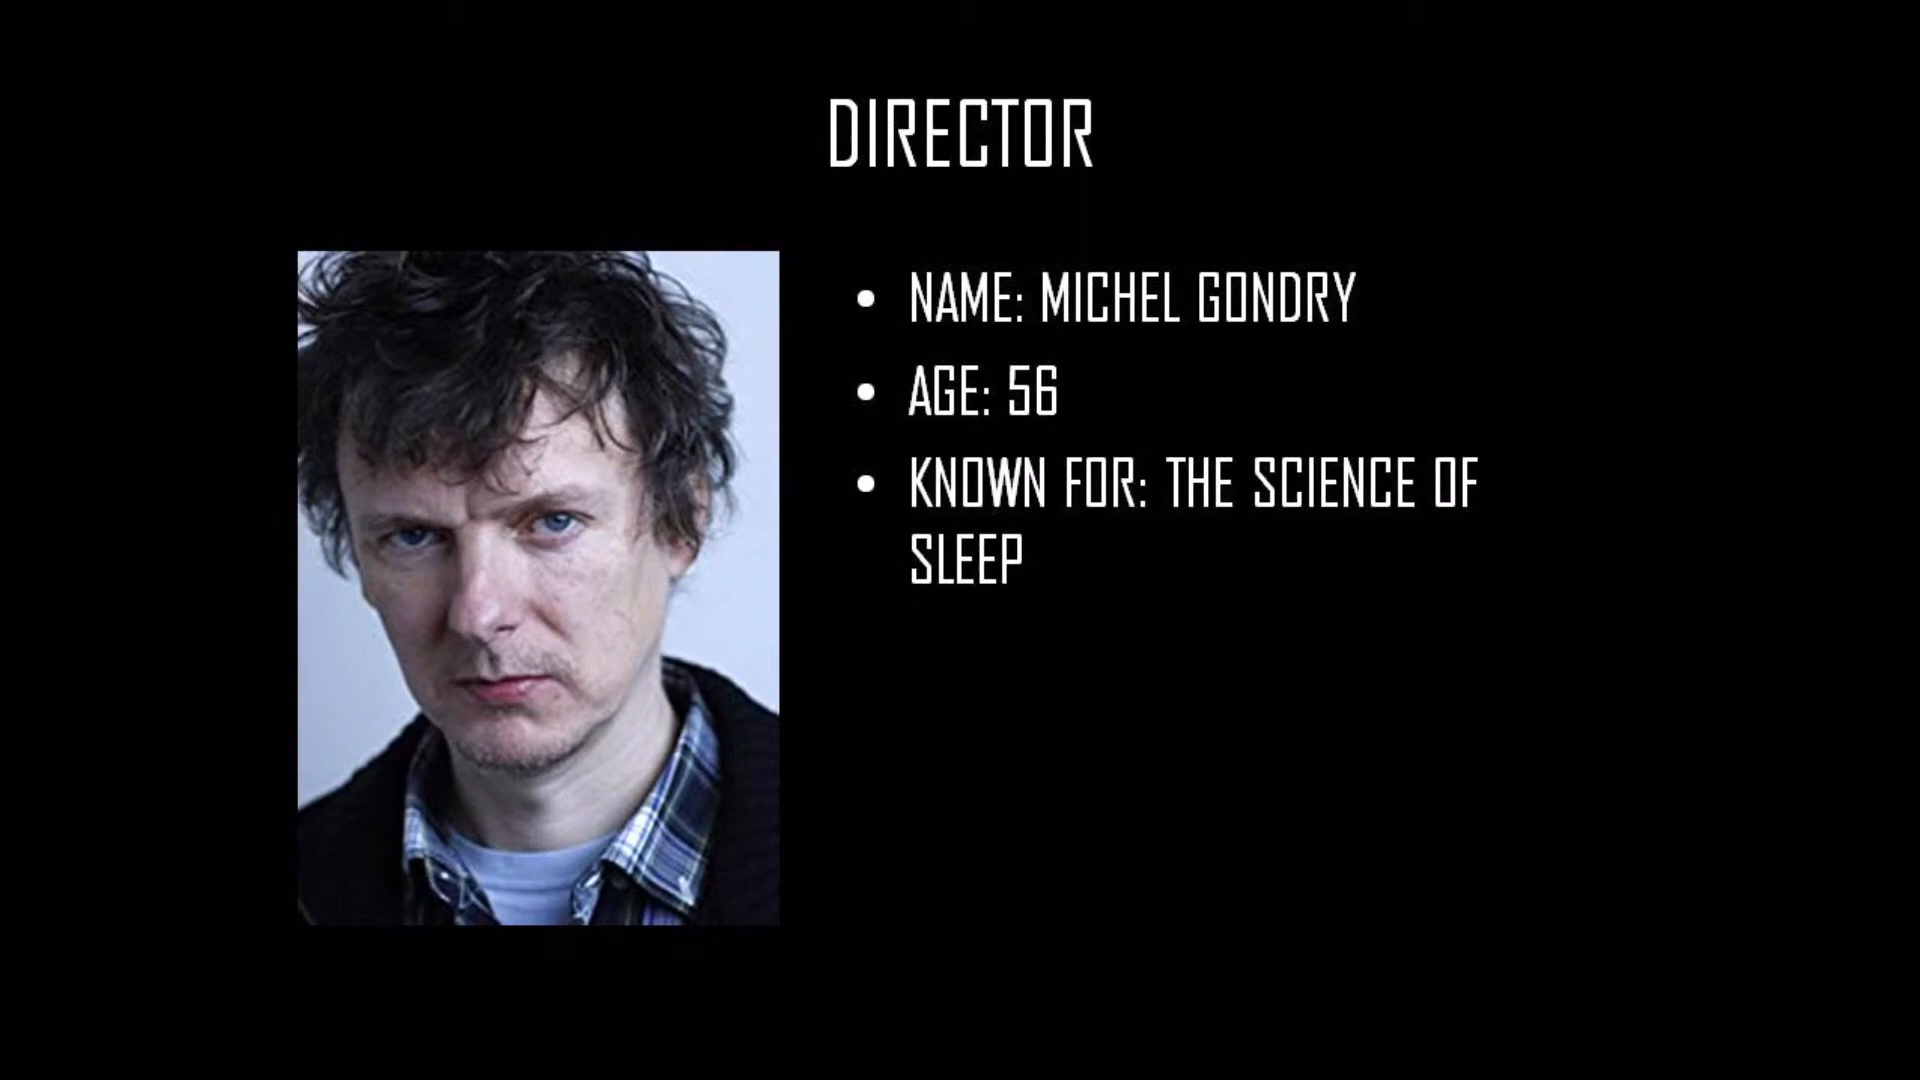 DIRECTOR
• NAME: MICHEL GONDRY
• AGE: 56
• KNOWN FOR: THE SCIENCE OF
SLEEP